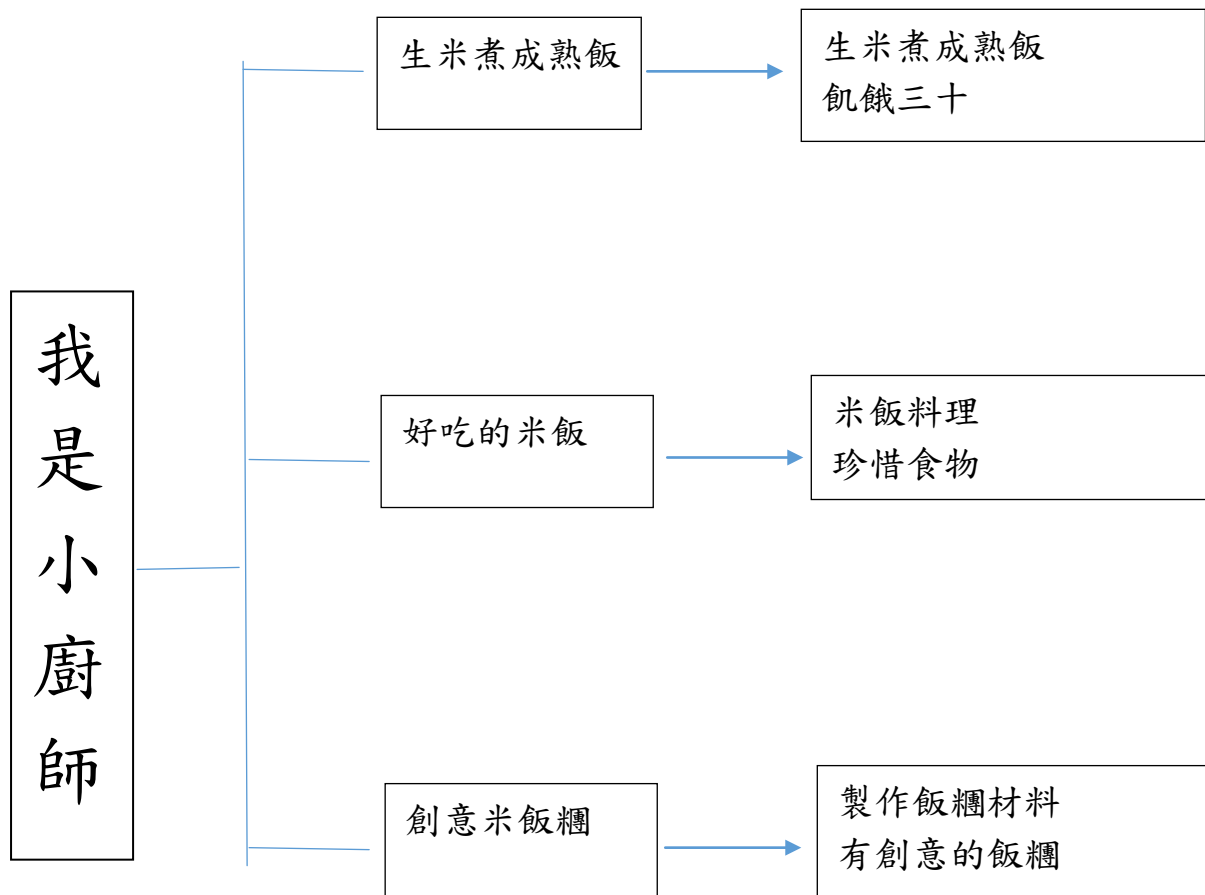 我是小廚師
生米煮成熟飯
生米煮成熟飯
飢餓三十
好吃的米飯
米飯料理
珍惜食物
創意米飯糰
製作飯糰材料
有創意的飯糰